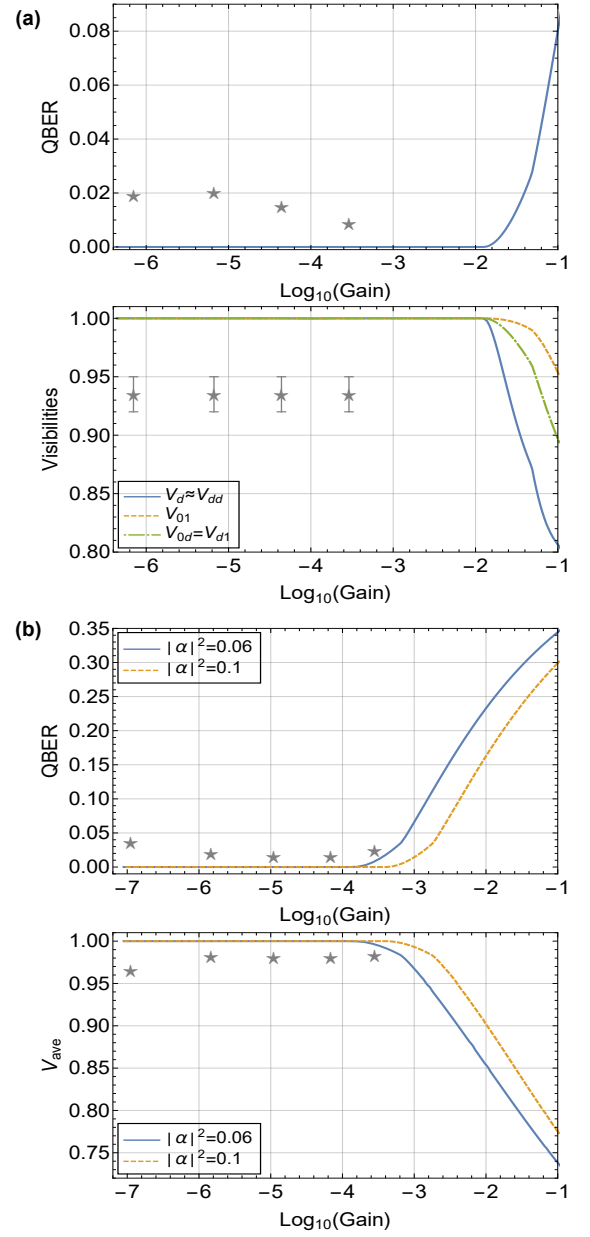 (a)
QBER
0.08
0.06
0.04
0.02
0.00
−6 −5 −4 −3 −2 −1
Log10(Gain)
Visibilities
1.00
0.95
0.90
0.85
0.80
Vd≈Vdd
V01
V0d=Vd1
−6 −5 −4 −3 −2 −1
Log10(Gain)
(b)
QBER
0.35
0.30
0.25
0.20
0.15
0.10
0.05
0.00
|α|²=0.06
|α|²=0.1
−7 −6 −5 −4 −3 −2 −1
Log10(Gain)
Vave
1.00
0.95
0.90
0.85
0.80
0.75
|α|²=0.06
|α|²=0.1
−7 −6 −5 −4 −3 −2 −1
Log10(Gain)